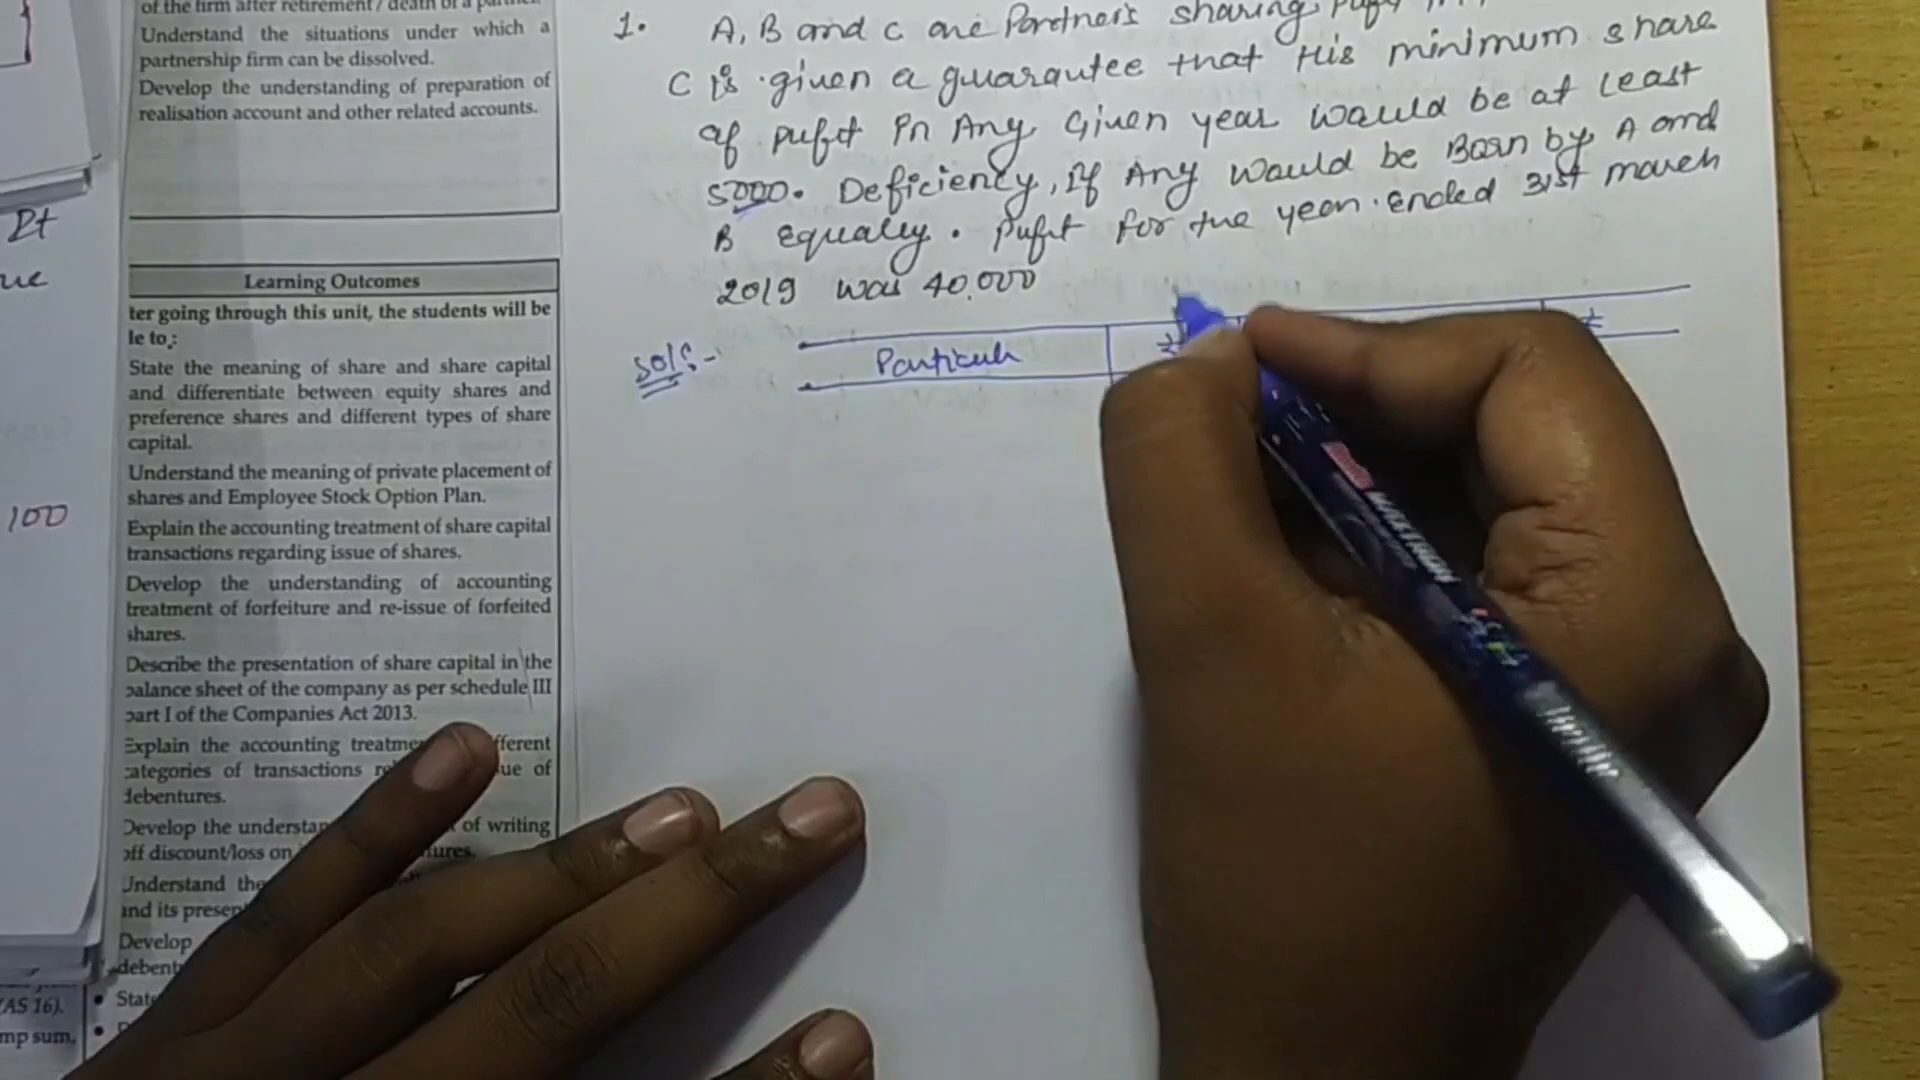 of the firm after retirement / death of a
Understand the situations under which a
partnership firm can be dissolved.
Develop the understanding of preparation of
realisation account and other related accounts.
Learning Outcomes
ter going through this unit, the students will be
le to:
State the meaning of share and share capital
and differentiate between equity shares and
preference shares and different types of share
capital.
Understand the meaning of private placement of
shares and Employee Stock Option Plan.
Explain the accounting treatment of share capital
transactions regarding issue of shares.
Develop the understanding of accounting
treatment of forfeiture and re-issue of forfeited
shares.
Describe the presentation of share capital in the
balance sheet of the company as per schedule III
part I of the Companies Act 2013.
Explain the accounting fferent
categories of transactions ue of
debentures.
Develop the of writing
off discount/loss on
Understand the
and its
Develop
State
(AS 16).
mp sum,
100
1. A, B and C are Partners sharing
C is given a guarantee that His minimum share
of Pufit in Any Given year would be at least
5000. Deficiency, if Any would be Born by A and
B Equally. Pufit for the year ended 31st march
2019 was 40,000
Sol:-
Particuls ₹ ₹